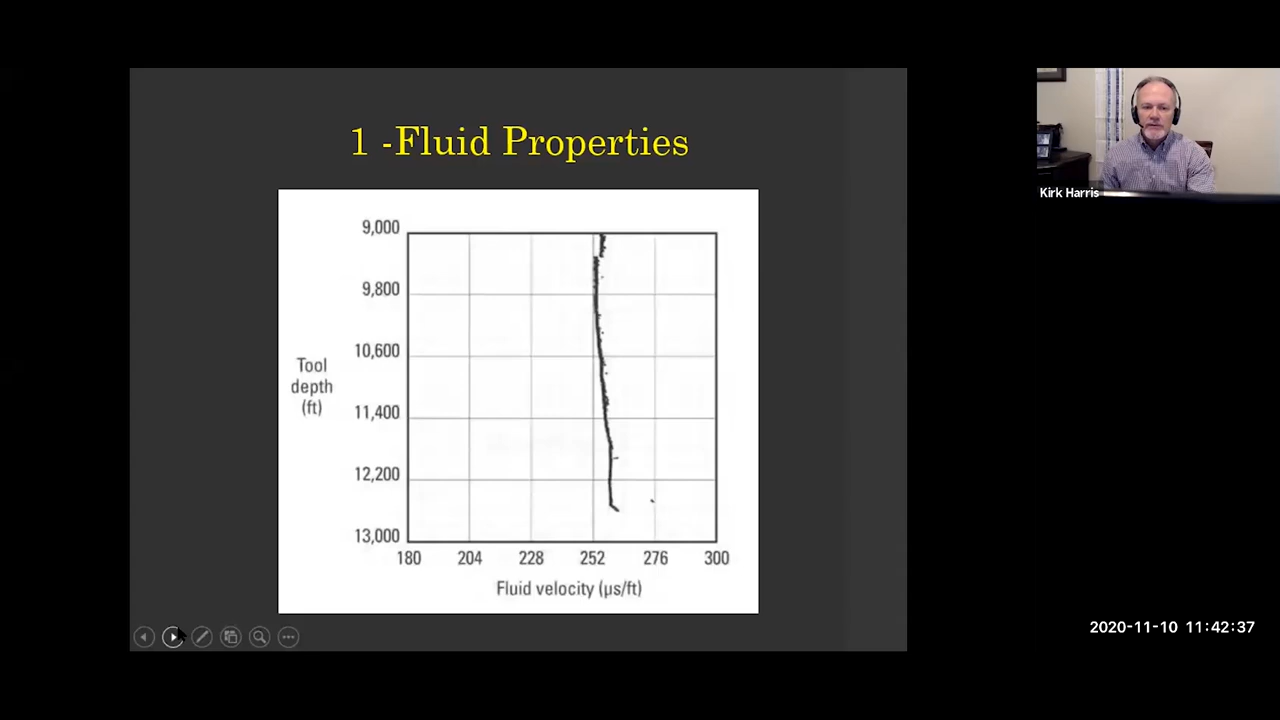 1 -Fluid Properties
9,000
9,800
10,600
11,400
12,200
13,000
Tool
depth
(ft)
180 204 228 252 276 300
Fluid velocity (µs/ft)
Kirk Harris
2020-11-10 11:42:37